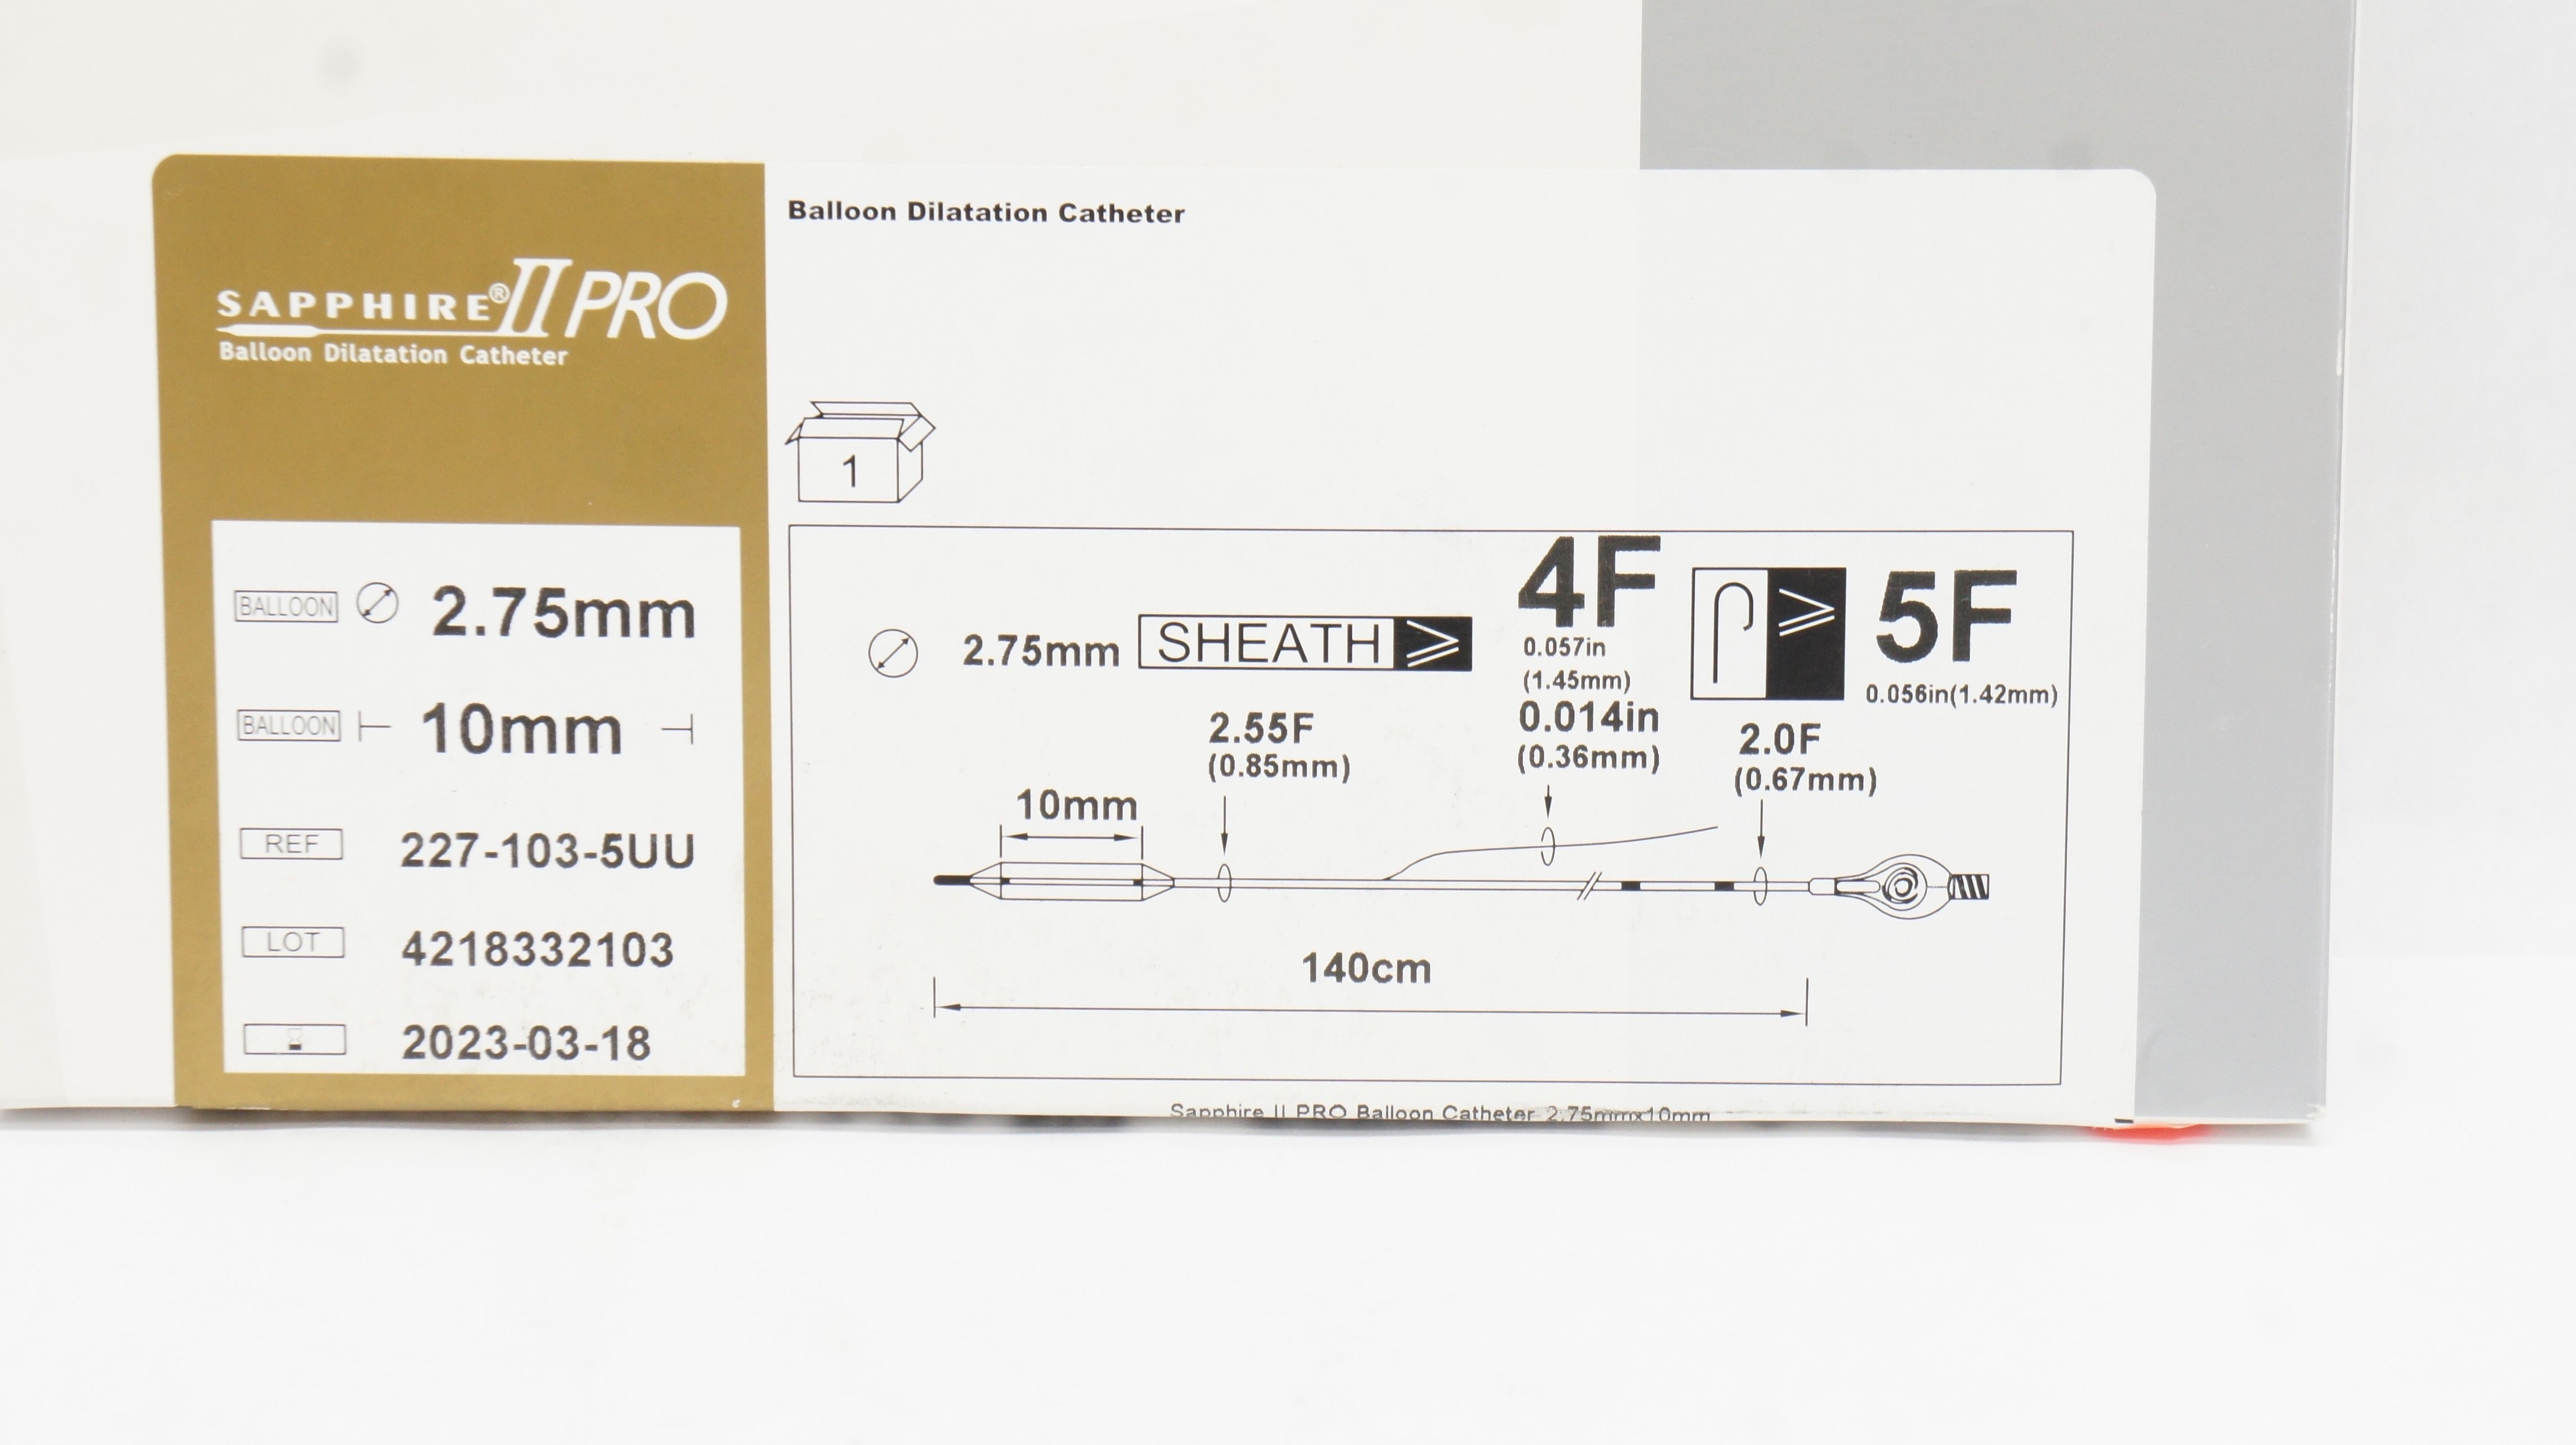 SAPPHIRE® II PRO
Balloon Dilatation Catheter
BALLOON 2.75mm
BALLOON 10mm
REF 227-103-5UU
LOT 4218332103
2023-03-18
Balloon Dilatation Catheter
1
2.75mm SHEATH ≥ 4F
0.057in
(1.45mm)
≥ 5F
0.056in(1.42mm)
10mm
2.55F
(0.85mm)
0.014in
(0.36mm)
2.0F
(0.67mm)
140cm
Sapphire II PRO Balloon Catheter 2.75mmx10mm